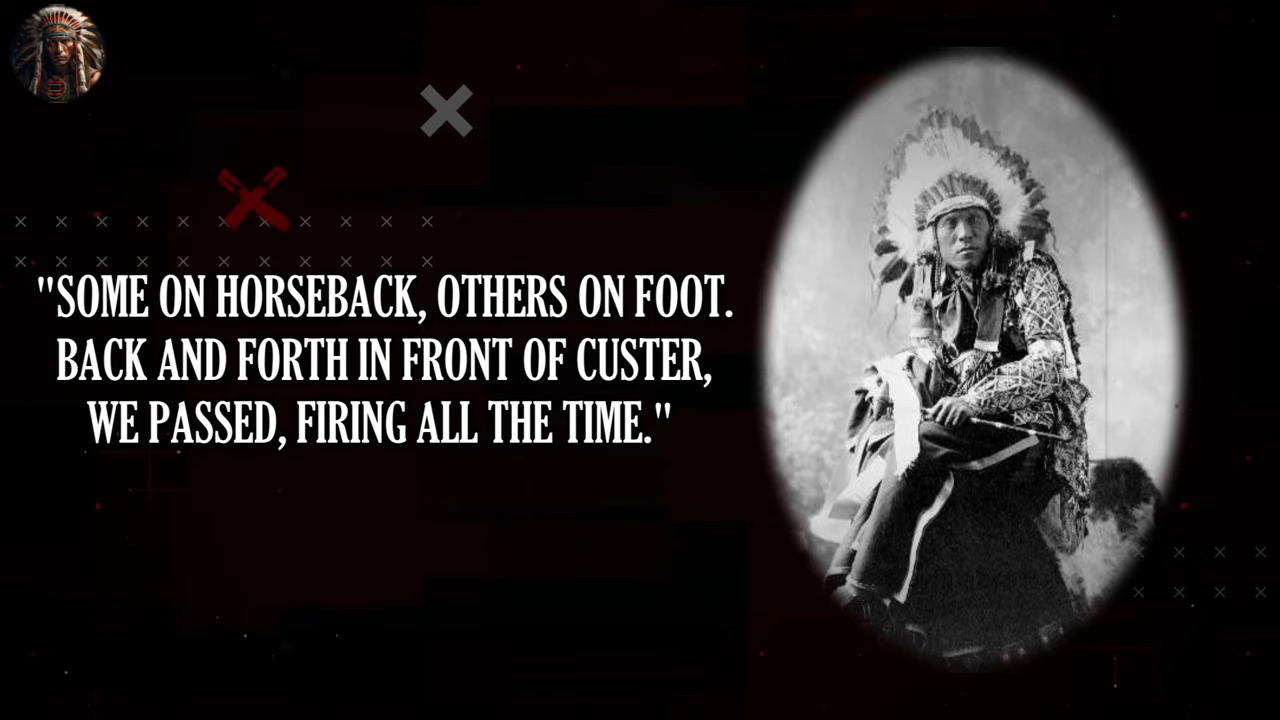 "SOME ON HORSEBACK, OTHERS ON FOOT.
BACK AND FORTH IN FRONT OF CUSTER,
WE PASSED, FIRING ALL THE TIME."